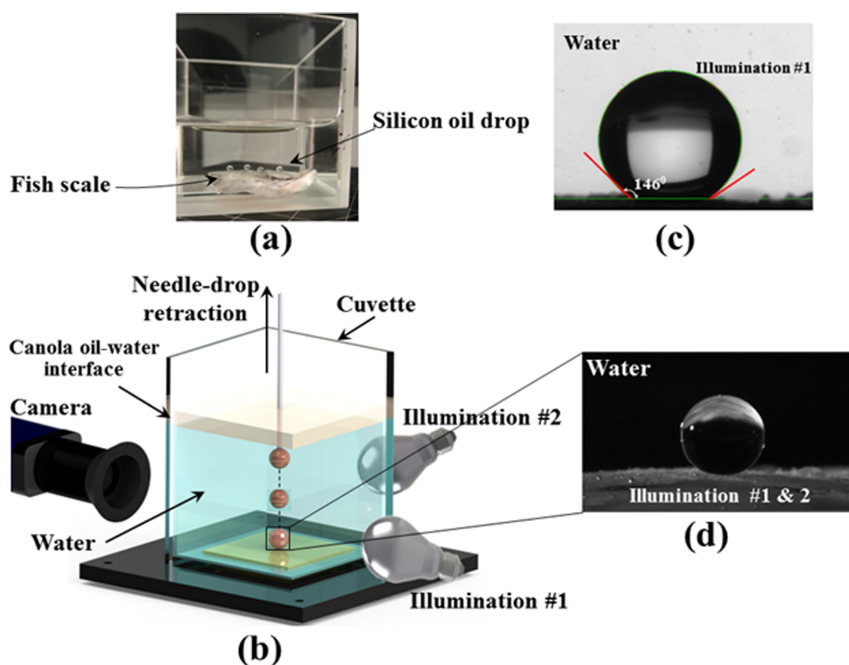 Silicon oil drop
Fish scale
(a)
Water
Illumination #1
146⁰
(c)
Needle-drop
retraction
Cuvette
Canola oil-water
interface
Camera
Illumination #2
Water
Illumination #1
(b)
Water
Illumination #1 & 2
(d)